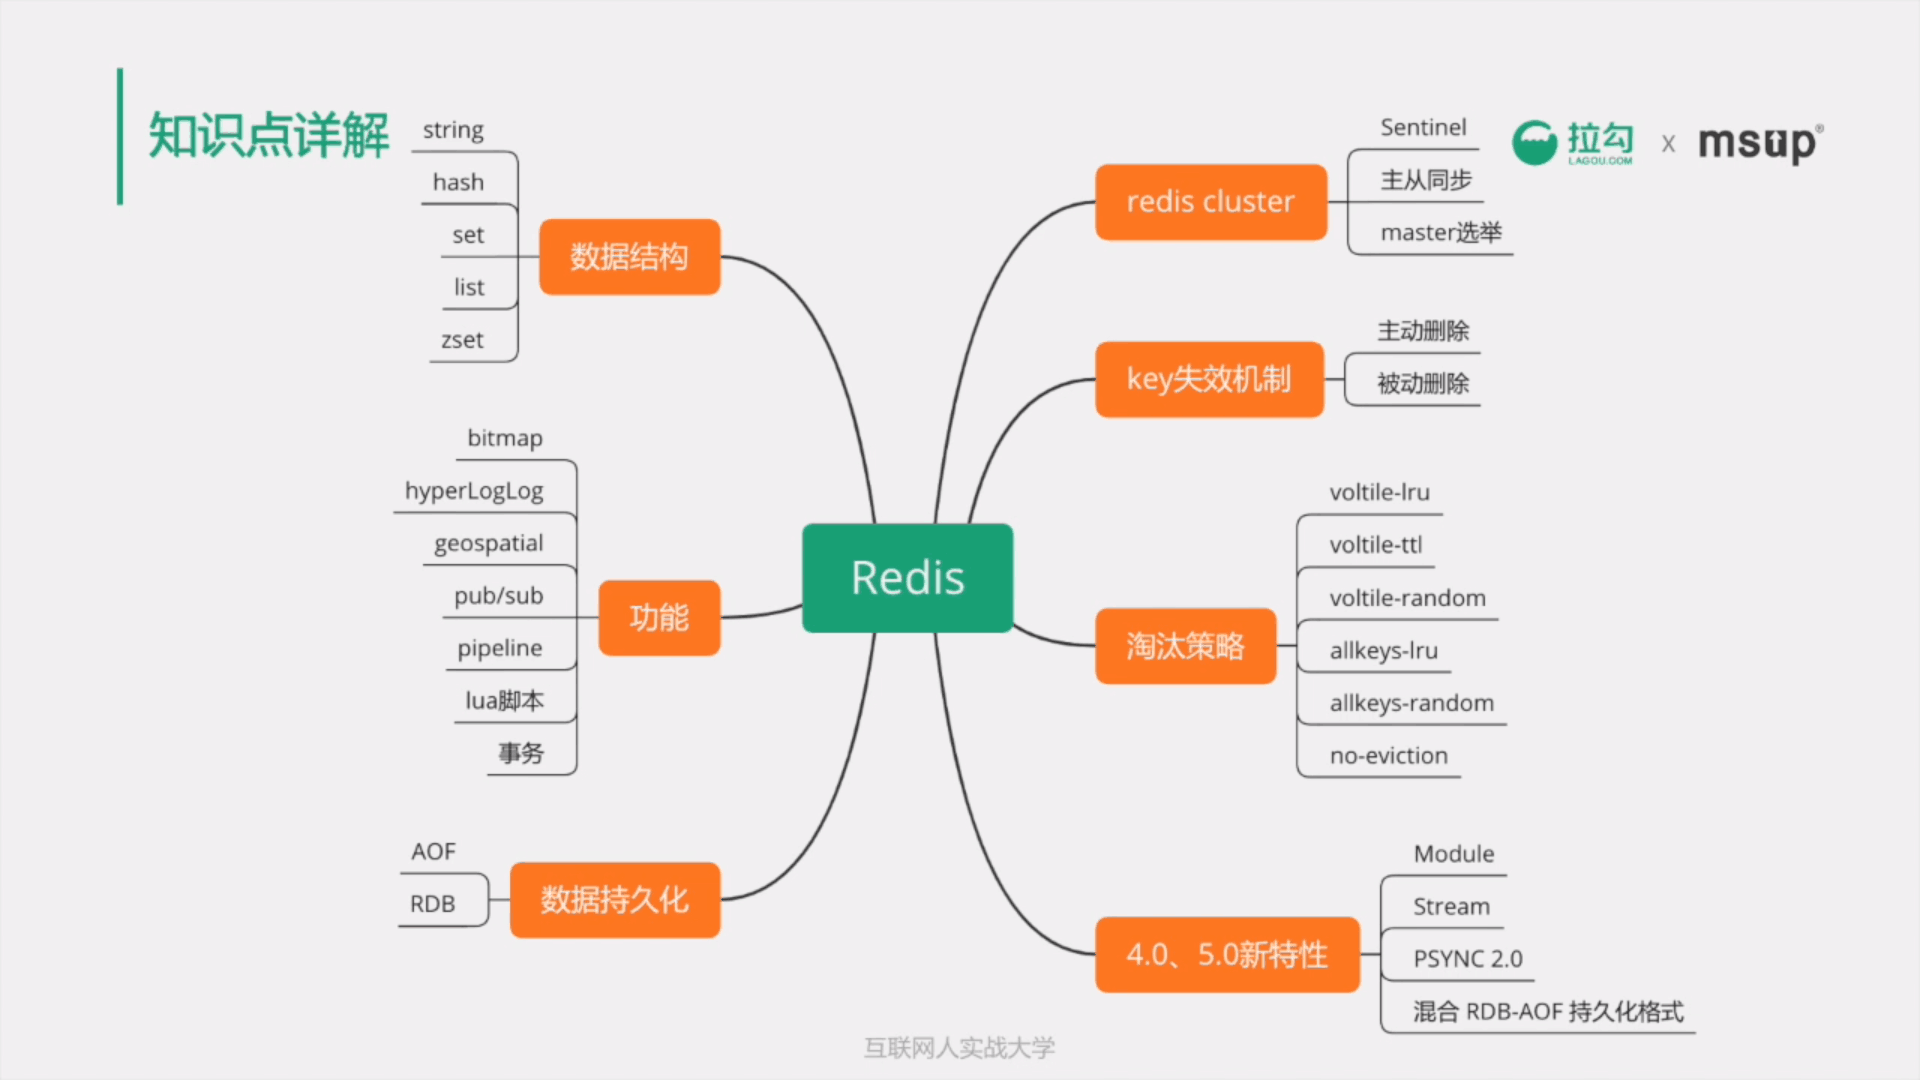 知识点详解
string
hash
set
list
zset
数据结构
bitmap
hyperLogLog
geospatial
pub/sub
pipeline
lua脚本
事务
功能
AOF
RDB
数据持久化
Redis
redis cluster
Sentinel
主从同步
master选举
拉勾
LAGOU.COM
x
msup®
key失效机制
主动删除
被动删除
淘汰策略
voltile-lru
voltile-ttl
voltile-random
allkeys-lru
allkeys-random
no-eviction
4.0、5.0新特性
Module
Stream
PSYNC 2.0
混合 RDB-AOF 持久化格式
互联网人实战大学